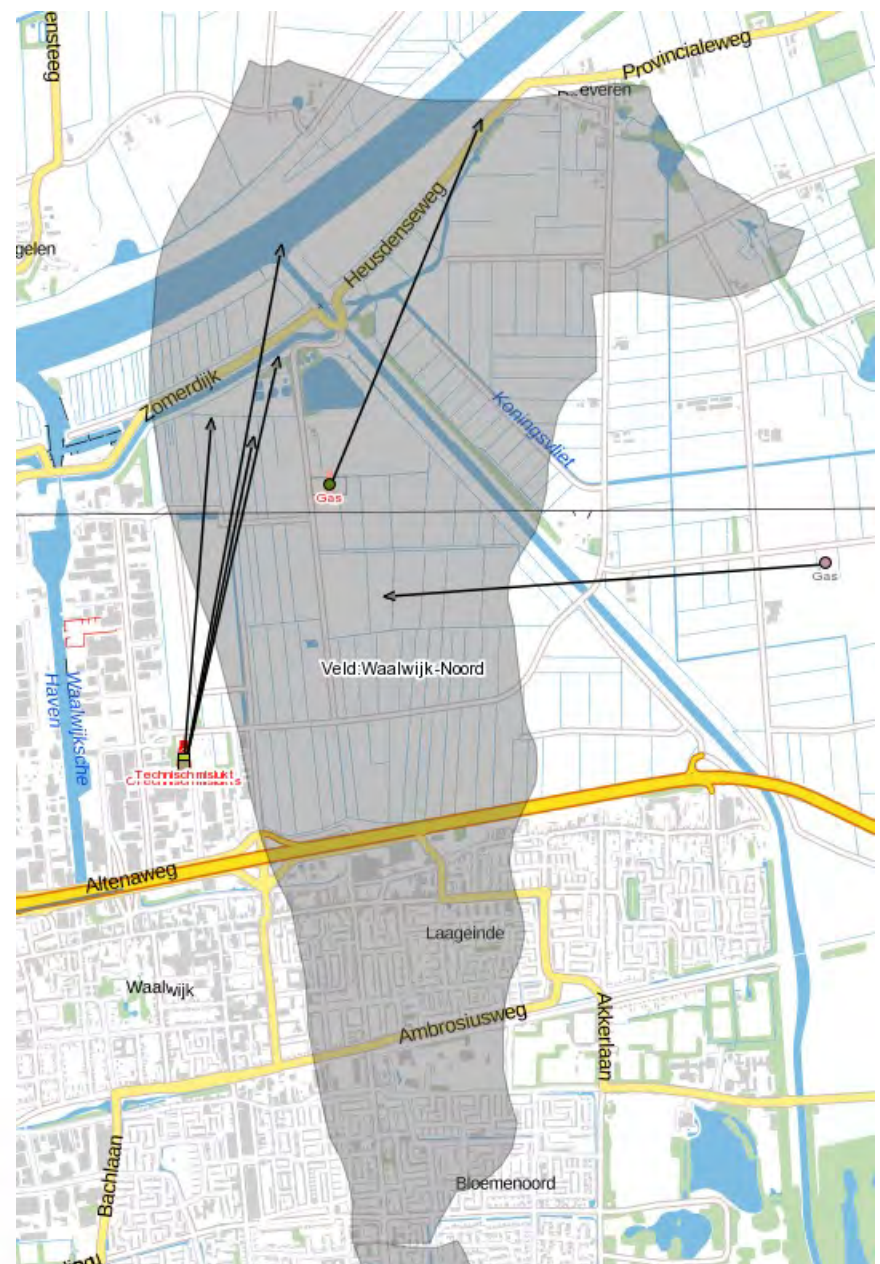 ensteeg
Provincialeweg
everen
Heusdenseweg
gelen
Zomerdijk
Koningsvliet
Gas
Gas
Veld:Waalwijk-Noord
Waalwijksche
Haven
Technisch mislukt
Altenaweg
Laageinde
Waalwijk
Ambrosiusweg
Akkerlaan
Bachlaan
Bloemenoord